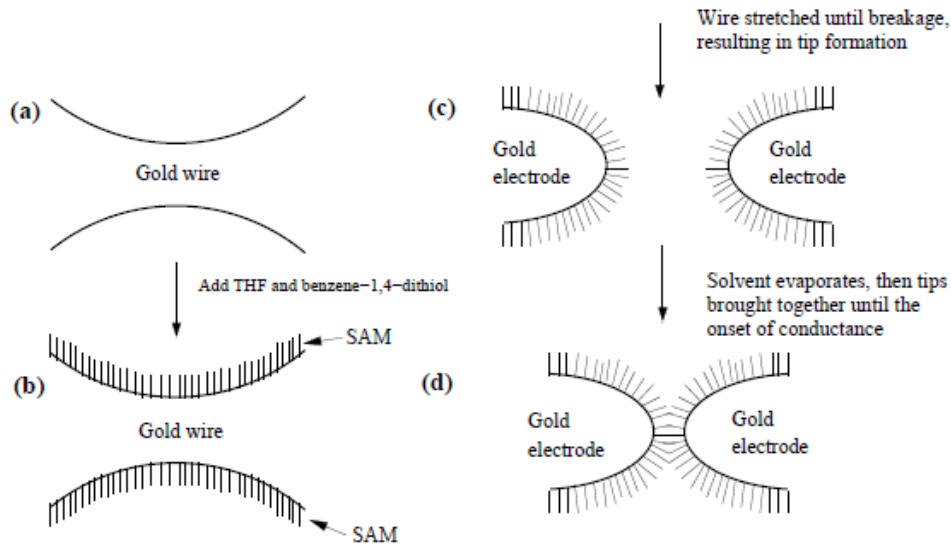 (a)
Gold wire
Add THF and benzene−1,4−dithiol
SAM
(b)
Gold wire
SAM
Wire stretched until breakage,
resulting in tip formation
(c)
Gold
electrode
Gold
electrode
Solvent evaporates, then tips
brought together until the
onset of conductance
(d)
Gold
electrode
Gold
electrode